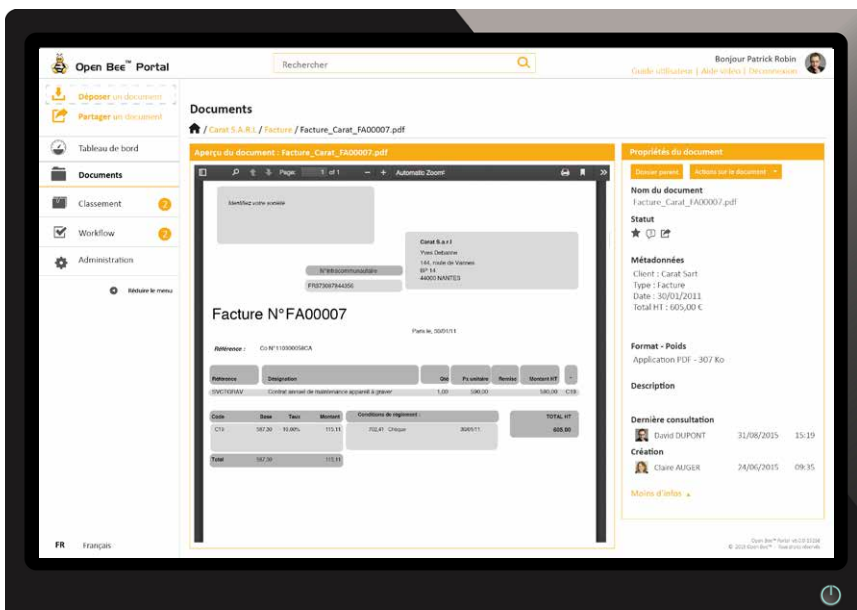 Open Bee™ Portal
Rechercher
Bonjour Patrick Robin
Guide utilisateur | Aide vidéo | Déconnexion
Déposer un document
Partager un document
Tableau de bord
Documents
Classement 2
Workflow 2
Administration
Réduire le menu
FR Français
Documents
/ Carat S.A.R.L / Facture / Facture_Carat_FA00007.pdf
Aperçu du document : Facture_Carat_FA00007.pdf
Page: 1 of 1 − + Automatic Zoom
Identifiez votre société
Carat S.a.r.l
Yves Debanne
144, route de Vannes
BP 14
44000 NANTES
N°Intracommunautaire
Facture N°FA00007
Paris le, 30/01/11
Référence :
Référence Désignation Qté Px unitaire Remise Montant HT
Contrat annuel de maintenance appareil à graver 1,00
Code Base Taux Montant
Conditions de règlement :
TOTAL HT
605,00
Chèque
Total
Propriétés du document
Dossier parent Actions sur le document
Nom du document
Facture_Carat_FA00007.pdf
Statut
Métadonnées
Client : Carat Sarl
Type : Facture
Date : 30/01/2011
Total HT : 605,00 €
Format - Poids
Application PDF - 307 Ko
Description
Dernière consultation
David DUPONT 31/08/2015 15:19
Création
Claire AUGER 24/06/2015 09:35
Moins d'infos